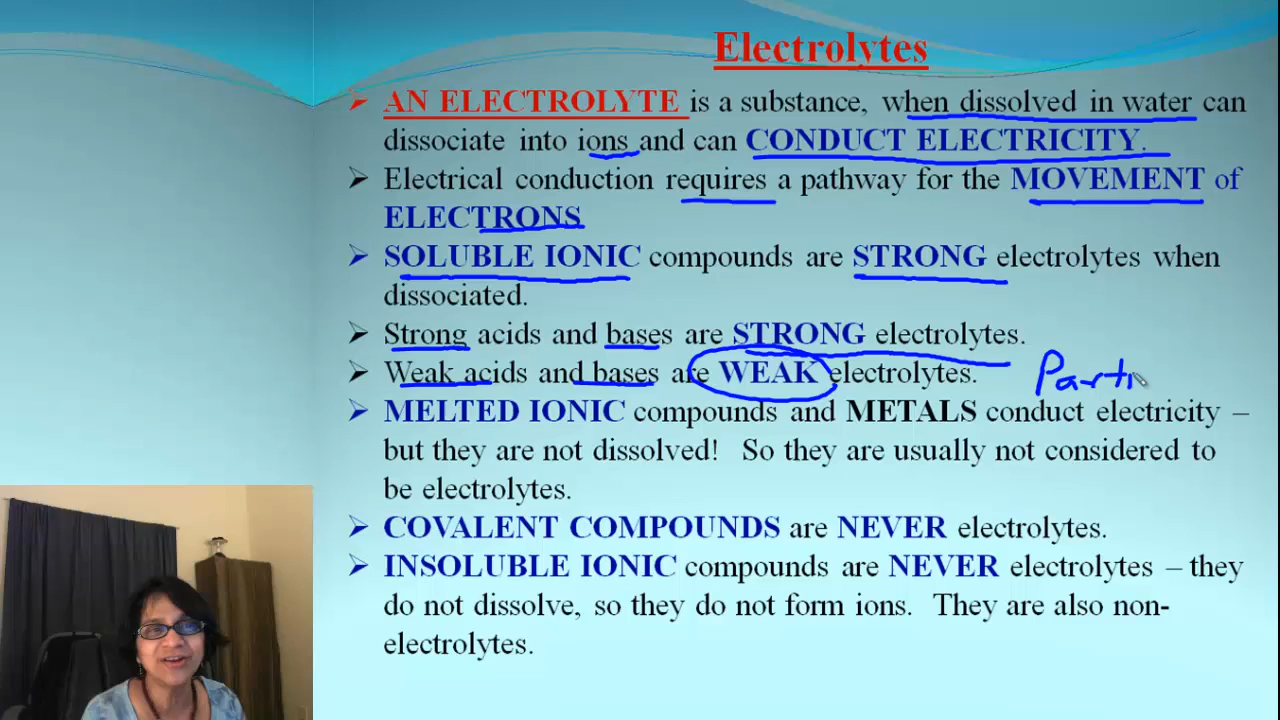 Electrolytes
➢ AN ELECTROLYTE is a substance, when dissolved in water can
dissociate into ions and can CONDUCT ELECTRICITY.
➢ Electrical conduction requires a pathway for the MOVEMENT of
ELECTRONS
➢ SOLUBLE IONIC compounds are STRONG electrolytes when
dissociated.
➢ Strong acids and bases are STRONG electrolytes.
➢ Weak acids and bases are WEAK electrolytes.
Parti
➢ MELTED IONIC compounds and METALS conduct electricity –
but they are not dissolved! So they are usually not considered to
be electrolytes.
➢ COVALENT COMPOUNDS are NEVER electrolytes.
➢ INSOLUBLE IONIC compounds are NEVER electrolytes – they
do not dissolve, so they do not form ions. They are also non-
electrolytes.